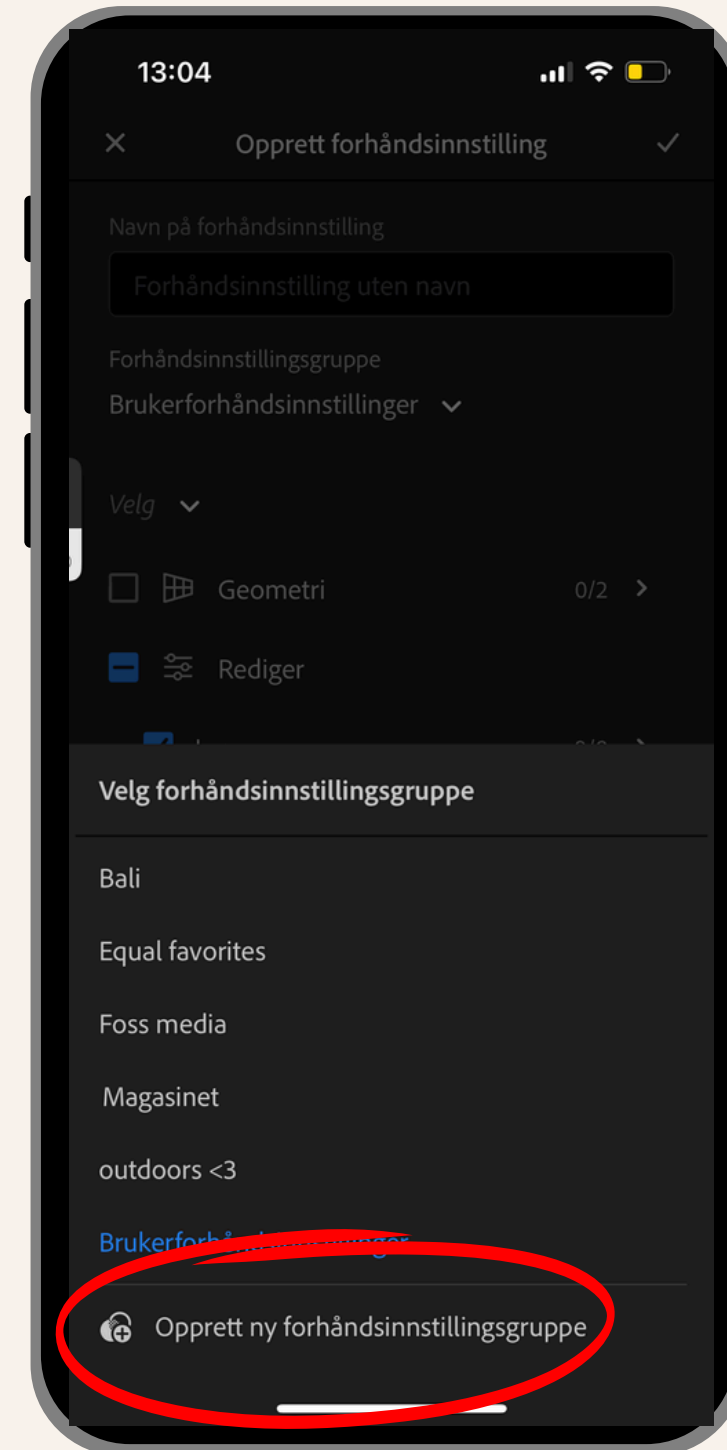 13:04
Opprett forhåndsinnstilling
Navn på forhåndsinnstilling
Forhåndsinnstilling uten navn
Forhåndsinnstillingsgruppe
Brukerforhåndsinnstillinger
Velg
Geometri 0/2
Rediger
Velg forhåndsinnstillingsgruppe
Bali
Equal favorites
Foss media
Magasinet
outdoors <3
Brukerforhåndsinnstillinger
Opprett ny forhåndsinnstillingsgruppe